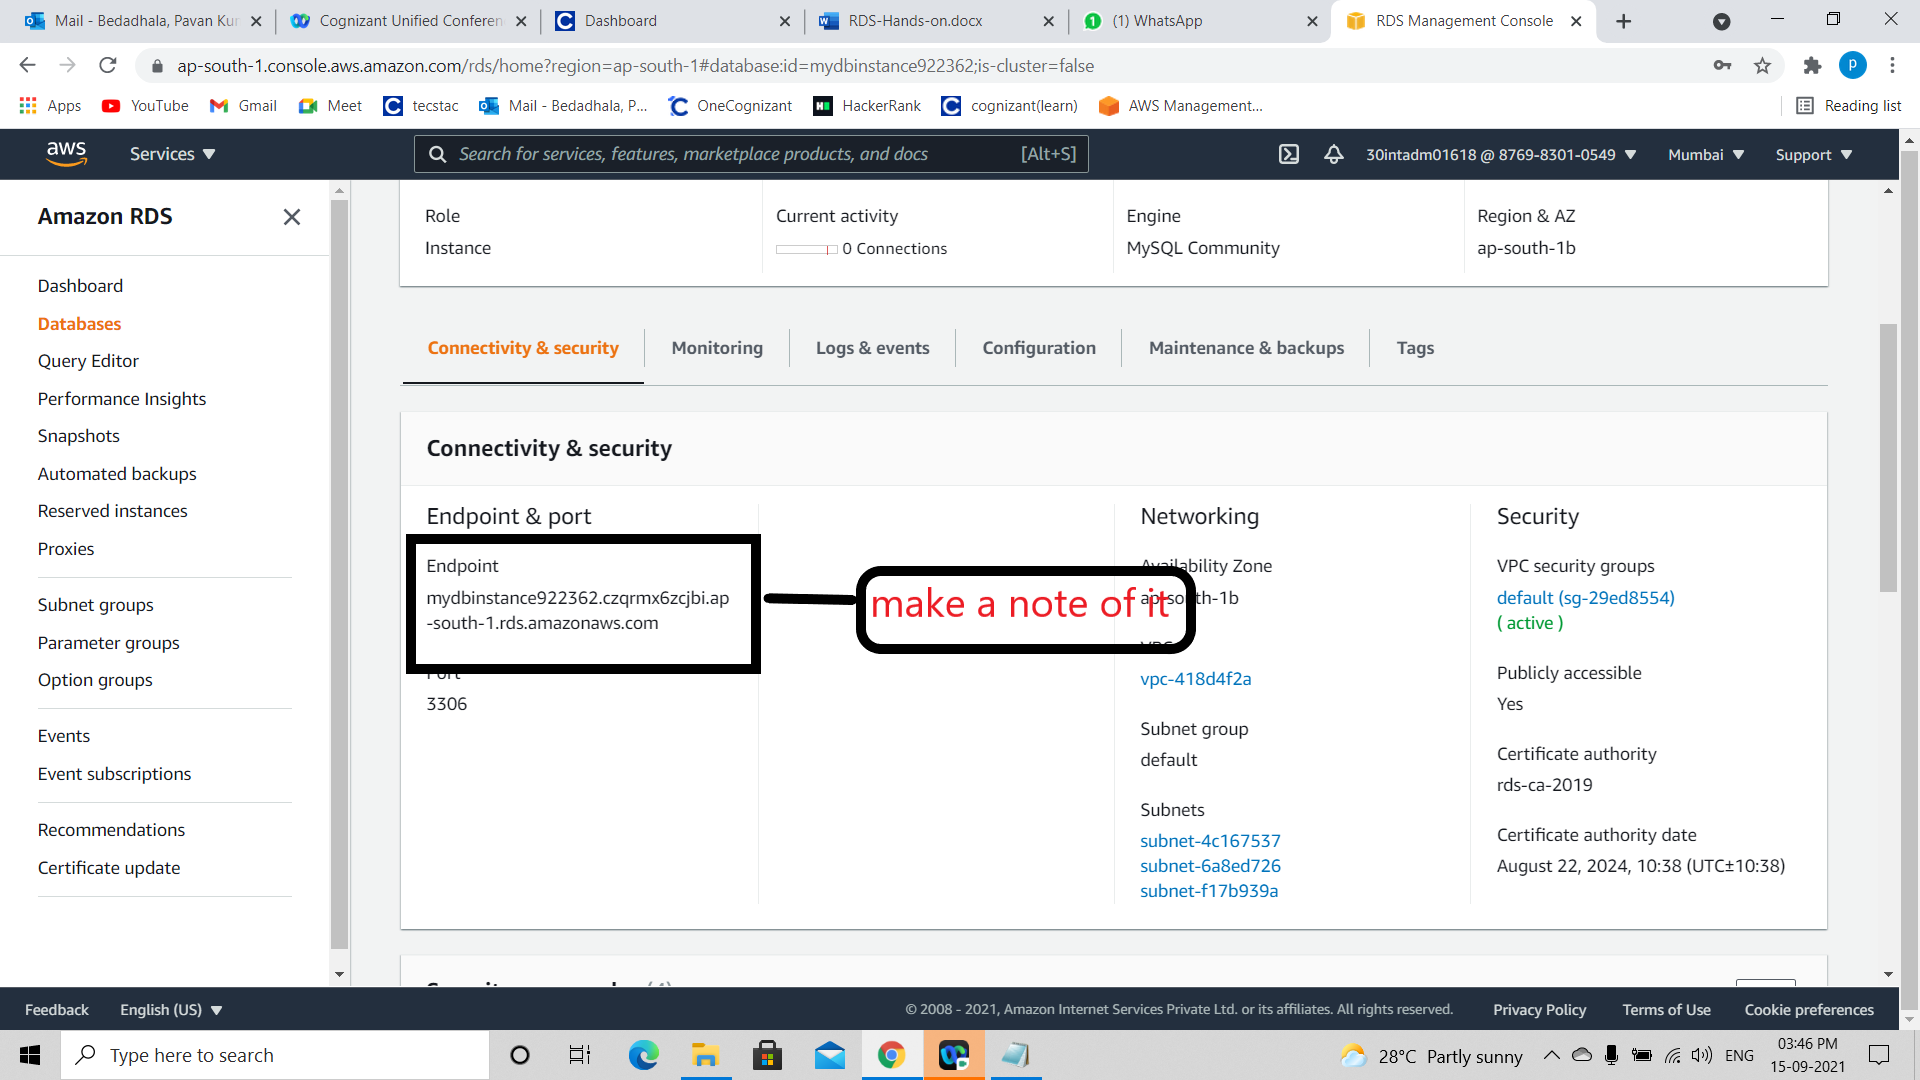 Mail - Bedadhala, Pavan Kur
Cognizant Unified Conferen
Dashboard
RDS-Hands-on.docx
(1) WhatsApp
RDS Management Console
ap-south-1.console.aws.amazon.com/rds/home?region=ap-south-1#database:id=mydbinstance922362;is-cluster=false
p
Apps
YouTube
Gmail
Meet
tecstac
Mail - Bedadhala, P...
OneCognizant
HackerRank
cognizant(learn)
AWS Management...
Reading list
aws
Services
Search for services, features, marketplace products, and docs
[Alt+S]
30intadm01618 @ 8769-8301-0549
Mumbai
Support
Amazon RDS
Dashboard
Databases
Query Editor
Performance Insights
Snapshots
Automated backups
Reserved instances
Proxies
Subnet groups
Parameter groups
Option groups
Events
Event subscriptions
Recommendations
Certificate update
Role
Instance
Current activity
0 Connections
Engine
MySQL Community
Region & AZ
ap-south-1b
Connectivity & security
Monitoring
Logs & events
Configuration
Maintenance & backups
Tags
Connectivity & security
Endpoint & port
Endpoint
mydbinstance922362.czqrmx6zcjbi.ap
-south-1.rds.amazonaws.com
Port
3306
make a note of it
Networking
Availability Zone
ap-south-1b
VPC
vpc-418d4f2a
Subnet group
default
Subnets
subnet-4c167537
subnet-6a8ed726
subnet-f17b939a
Security
VPC security groups
default (sg-29ed8554)
( active )
Publicly accessible
Yes
Certificate authority
rds-ca-2019
Certificate authority date
August 22, 2024, 10:38 (UTC±10:38)
Feedback
English (US)
© 2008 - 2021, Amazon Internet Services Private Ltd. or its affiliates. All rights reserved.
Privacy Policy
Terms of Use
Cookie preferences
Type here to search
28°C Partly sunny
ENG
03:46 PM
15-09-2021